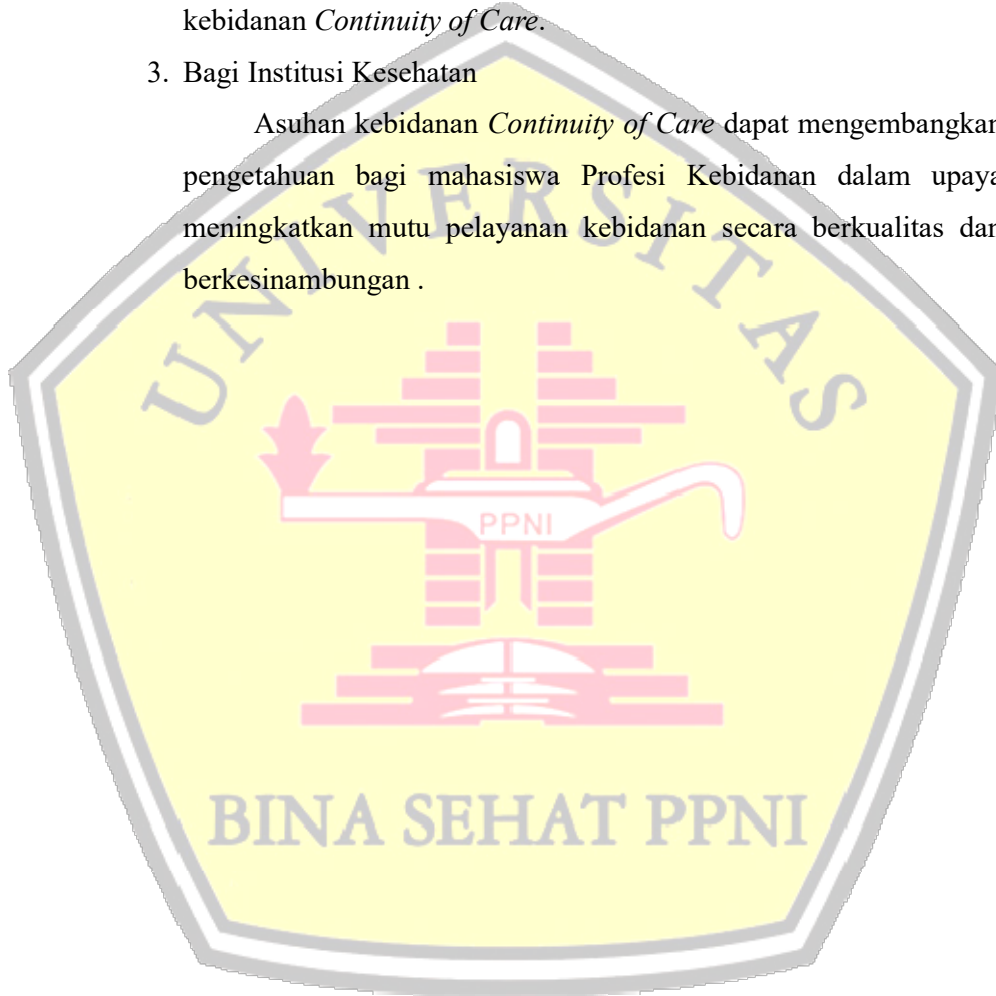 kebidanan Continuity of Care.
3. Bagi Institusi Kesehatan
Asuhan kebidanan Continuity of Care dapat mengembangkan
pengetahuan bagi mahasiswa Profesi Kebidanan dalam upaya
meningkatkan mutu pelayanan kebidanan secara berkualitas dan
berkesinambungan .
UNIVERSITAS
PPNI
BINA SEHAT PPNI